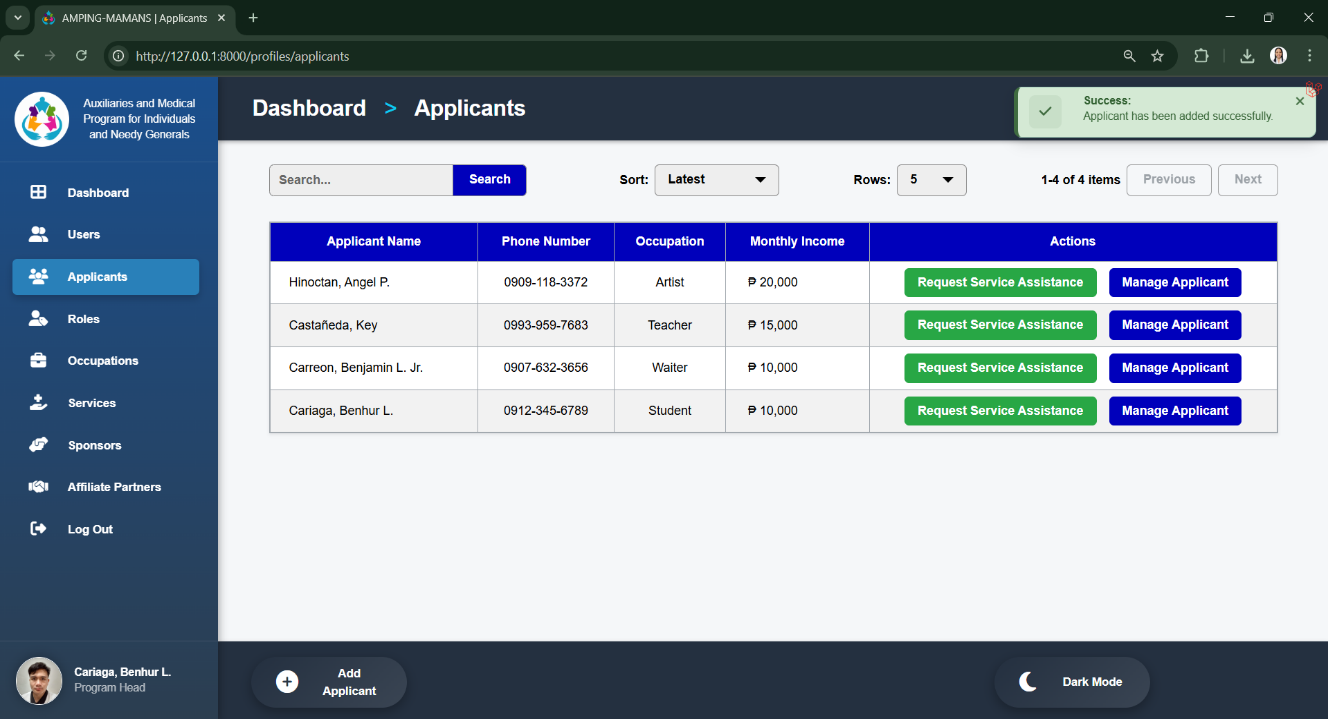 AMPING-MAMANS | Applicants
http://127.0.0.1:8000/profiles/applicants
Auxiliaries and Medical
Program for Individuals
and Needy Generals
Dashboard > Applicants
Success:
Applicant has been added successfully.
Dashboard
Users
Applicants
Roles
Occupations
Services
Sponsors
Affiliate Partners
Log Out
Search... Search Sort: Latest Rows: 5 1-4 of 4 items Previous Next
Applicant Name Phone Number Occupation Monthly Income Actions
Hinoctan, Angel P. 0909-118-3372 Artist ₱ 20,000 Request Service Assistance Manage Applicant
Castañeda, Key 0993-959-7683 Teacher ₱ 15,000 Request Service Assistance Manage Applicant
Carreon, Benjamin L. Jr. 0907-632-3656 Waiter ₱ 10,000 Request Service Assistance Manage Applicant
Cariaga, Benhur L. 0912-345-6789 Student ₱ 10,000 Request Service Assistance Manage Applicant
Cariaga, Benhur L.
Program Head
Add
Applicant
Dark Mode